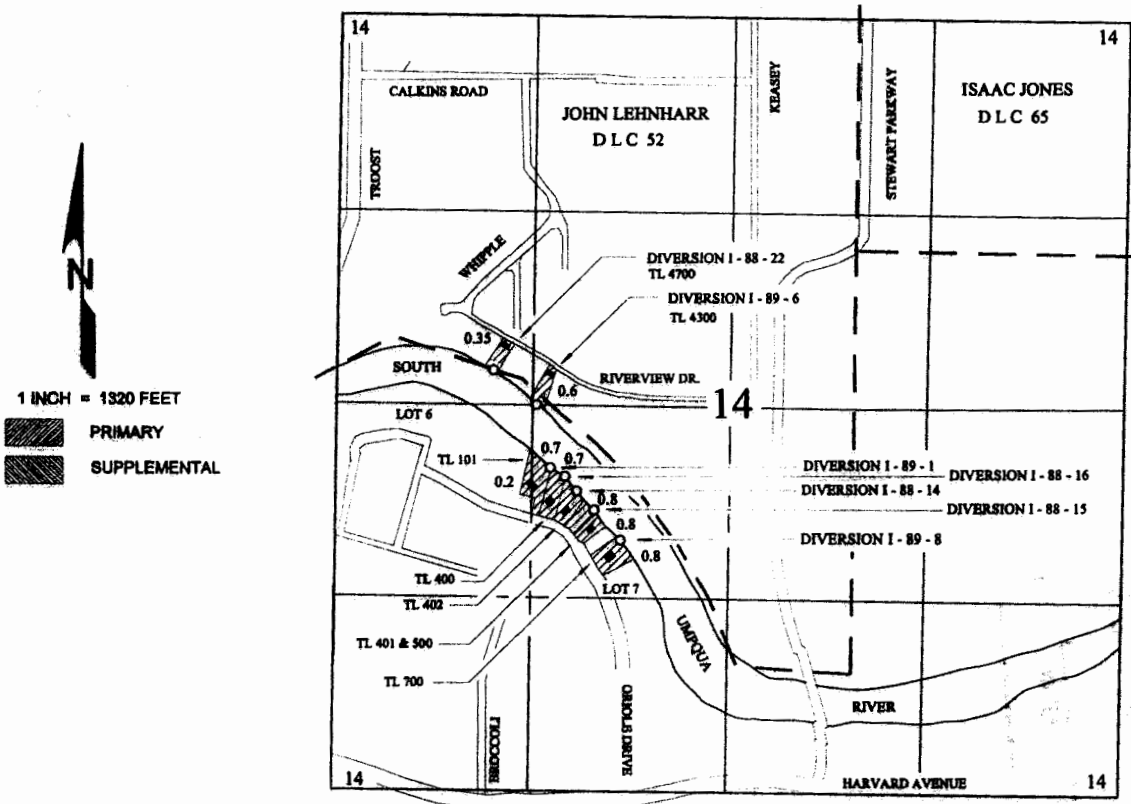 14
14
CALKINS ROAD
JOHN LEHNHARR
D L C 52
KEASEY
STEWART PARKWAY
ISAAC JONES
D L C 65
TROOST
N
WHIPPLE
DIVERSION I - 88 - 22
TL 4700
DIVERSION I - 89 - 6
TL 4300
0.35
SOUTH
0.6
RIVERVIEW DR.
14
1 INCH = 1320 FEET
PRIMARY
SUPPLEMENTAL
LOT 6
TL 101
0.7
0.7
0.2
0.8
0.8
0.8
DIVERSION I - 89 - 1
DIVERSION I - 88 - 16
DIVERSION I - 88 - 14
DIVERSION I - 88 - 15
DIVERSION I - 89 - 8
TL 400
LOT 7
TL 402
TL 401 & 500
TL 700
UMPQUA
RIVER
BROCCOLI
ORIOLE DRIVE
14
HARVARD AVENUE
14